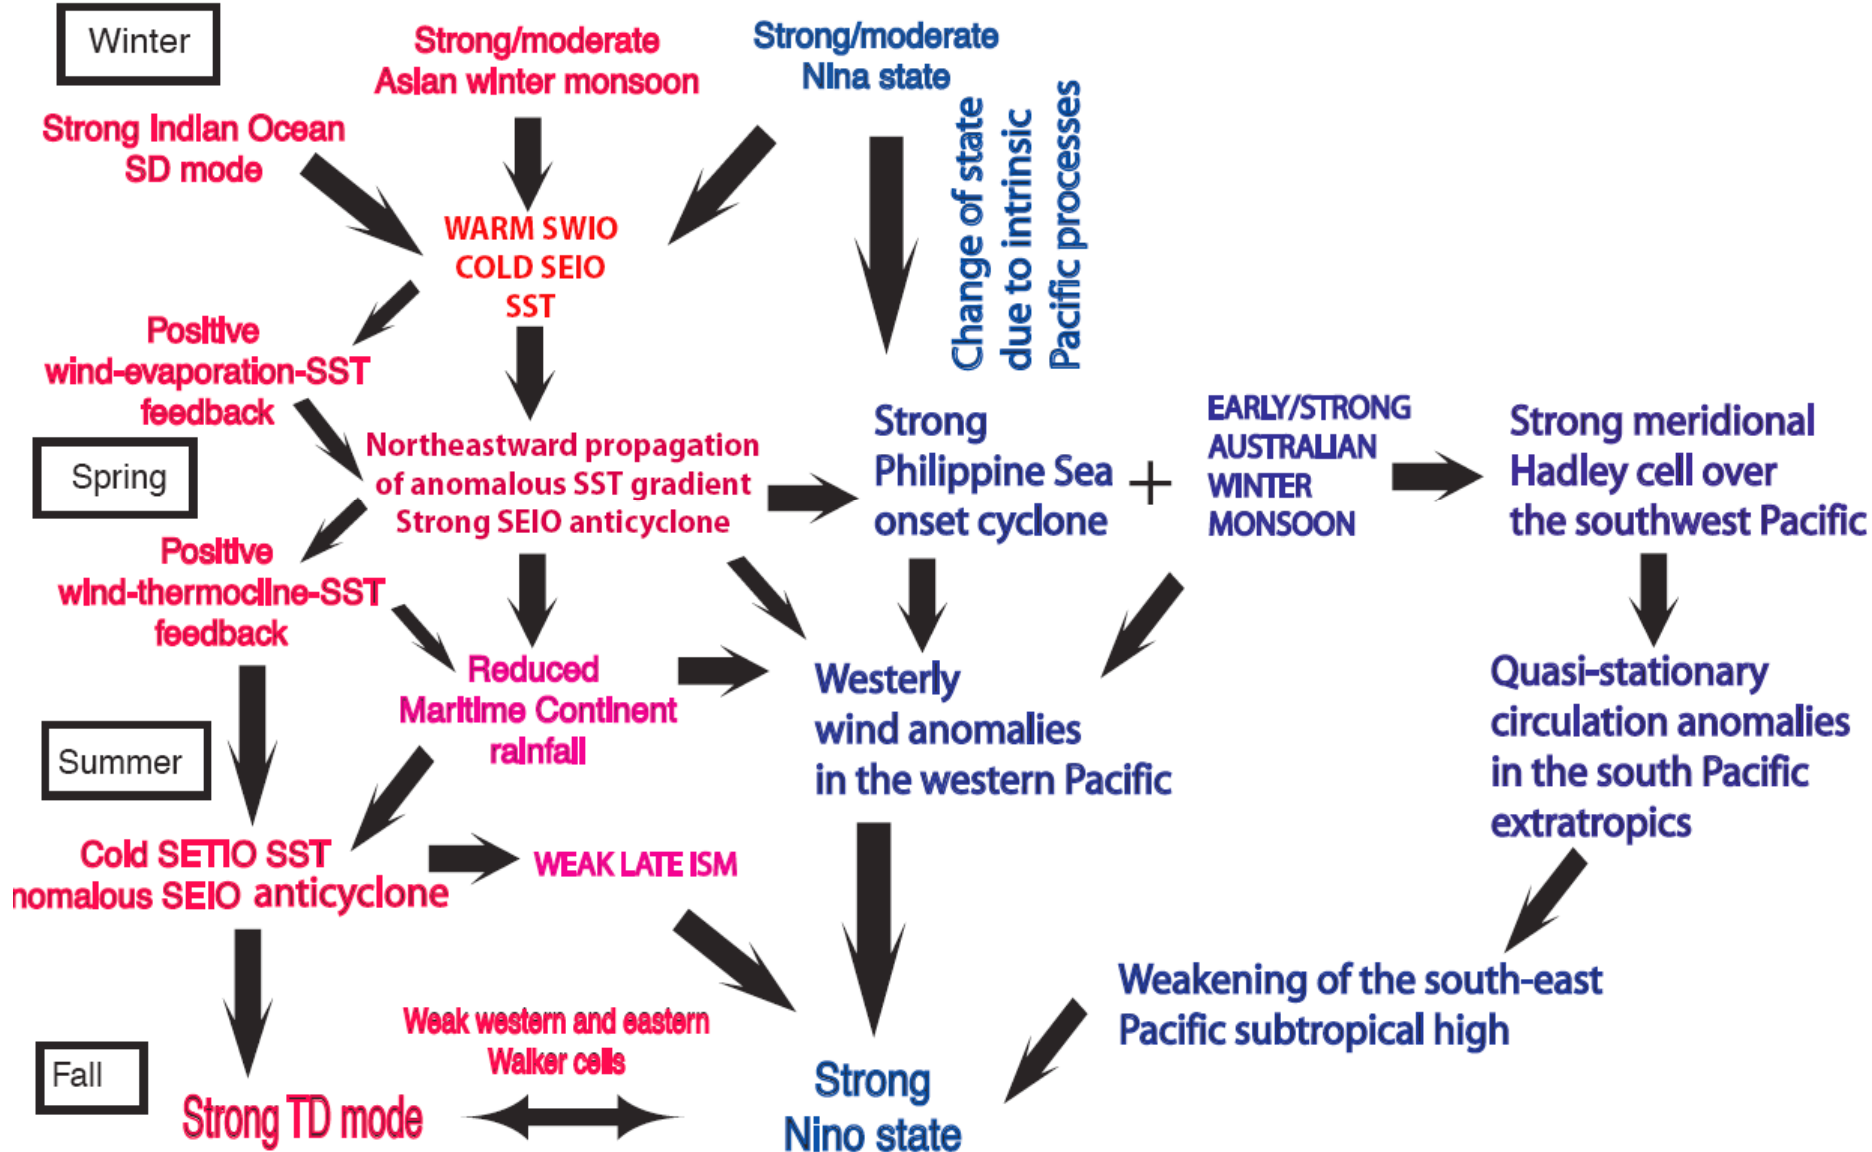 Winter
Strong/moderate
Asian winter monsoon
Strong/moderate
Nina state
Strong Indian Ocean
SD mode
Change of state
due to intrinsic
Pacific processes
WARM SWIO
COLD SEIO
SST
Positive
wind-evaporation-SST
feedback
Spring
Northeastward propagation
of anomalous SST gradient
Strong SEIO anticyclone
Strong
Philippine Sea
onset cyclone
+
EARLY/STRONG
AUSTRALIAN
WINTER
MONSOON
Strong meridional
Hadley cell over
the southwest Pacific
Positive
wind-thermocline-SST
feedback
Reduced
Maritime Continent
rainfall
Westerly
wind anomalies
in the western Pacific
Quasi-stationary
circulation anomalies
in the south Pacific
extratropics
Summer
Cold SETIO SST
nomalous SEIO anticyclone
WEAK LATE ISM
Weakening of the south-east
Pacific subtropical high
Fall
Weak western and eastern
Walker cells
Strong TD mode
Strong
Nino state